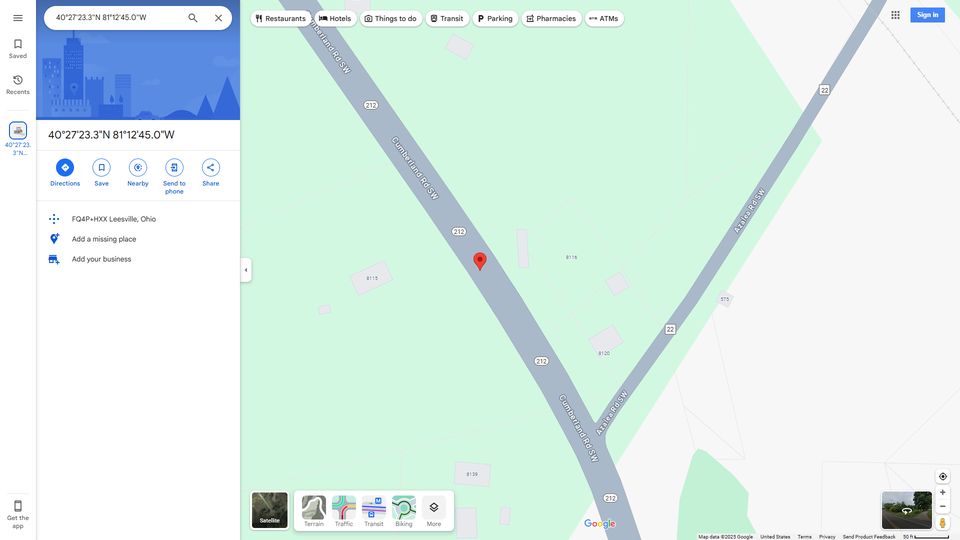 40°27'23.3"N 81°12'45.0"W
Restaurants
Hotels
Things to do
Transit
Parking
Pharmacies
ATMs
Sign in
Saved
Recents
40°27'23.
3"N...
40°27'23.3"N 81°12'45.0"W
Directions
Save
Nearby
Send to
phone
Share
FQ4P+HXX Leesville, Ohio
Add a missing place
Add your business
Get the
app
Cumberland Rd SW
212
Cumberland Rd SW
212
8115
8116
8120
575
22
Azalea Rd SW
22
212
Cumberland Rd SW
Azalea Rd SW
8139
212
Satellite
Terrain
Traffic
Transit
Biking
More
Google
Map data ©2025 Google
United States
Terms
Privacy
Send Product Feedback
50 ft